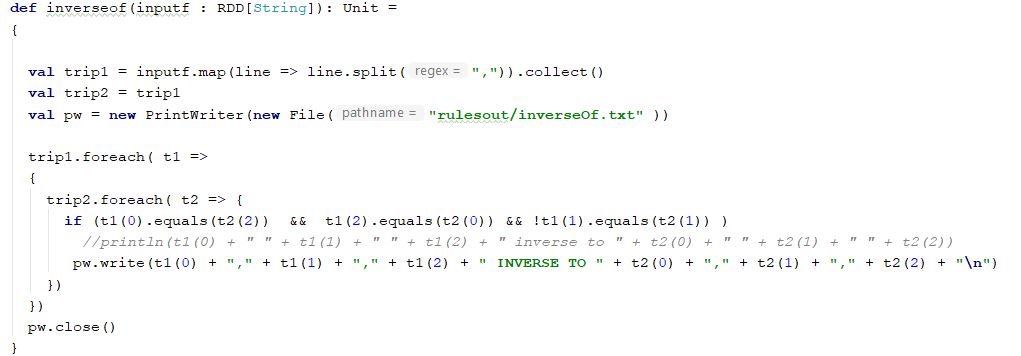 def inverseof(inputf : RDD[String]): Unit =
{
val trip1 = inputf.map(line => line.split( regex = ",")).collect()
val trip2 = trip1
val pw = new PrintWriter(new File( pathname = "rulesout/inverseOf.txt" ))
trip1.foreach( t1 =>
{
trip2.foreach( t2 => {
if (t1(0).equals(t2(2))  &&  t1(2).equals(t2(0)) && !t1(1).equals(t2(1)) )
//println(t1(0) + " " + t1(1) + " " + t1(2) + " inverse to " + t2(0) + " " + t2(1) + " " + t2(2))
pw.write(t1(0) + "," + t1(1) + "," + t1(2) + " INVERSE TO " + t2(0) + "," + t2(1) + "," + t2(2) + "\n")
})
})
pw.close()
}